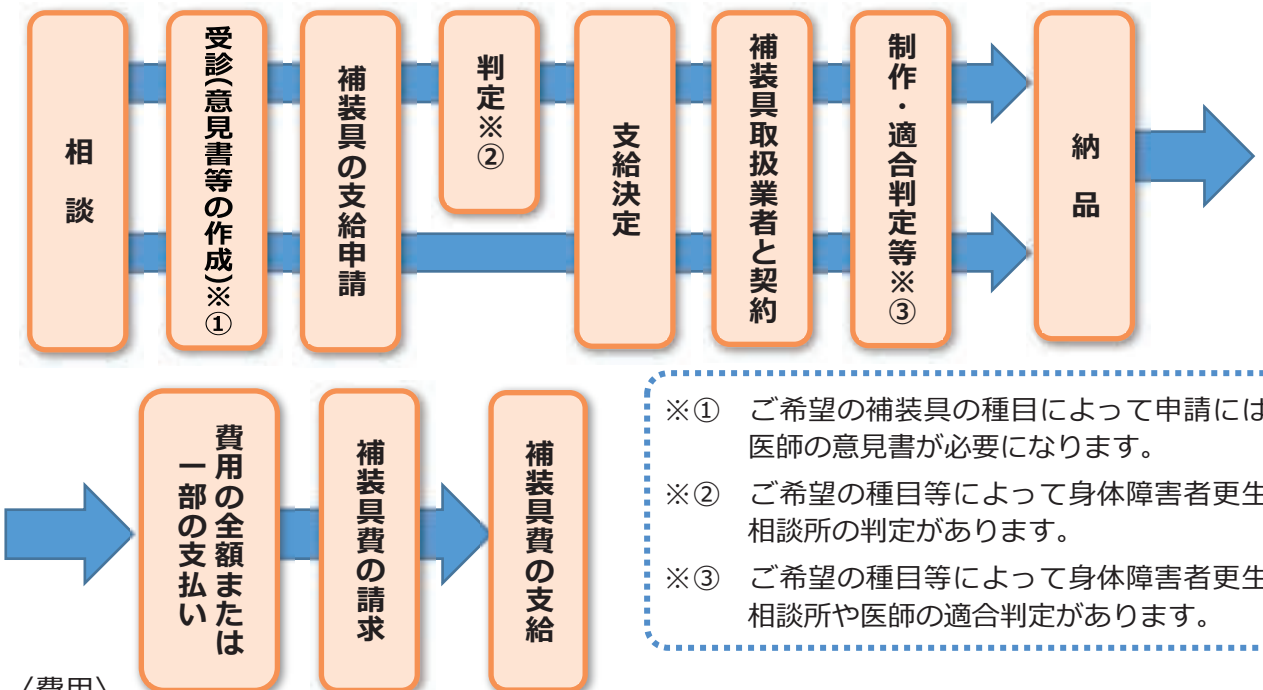 相談
受診(意見書等の作成)※①
補装具の支給申請
判定※②
支給決定
補装具取扱業者と契約
制作・適合判定等※③
納品
費用の全額または
一部の支払い
補装具費の請求
補装具費の支給
※① ご希望の補装具の種目によって申請には
医師の意見書が必要になります。
※② ご希望の種目等によって身体障害者更生
相談所の判定があります。
※③ ご希望の種目等によって身体障害者更生
相談所や医師の適合判定があります。
〈費用〉